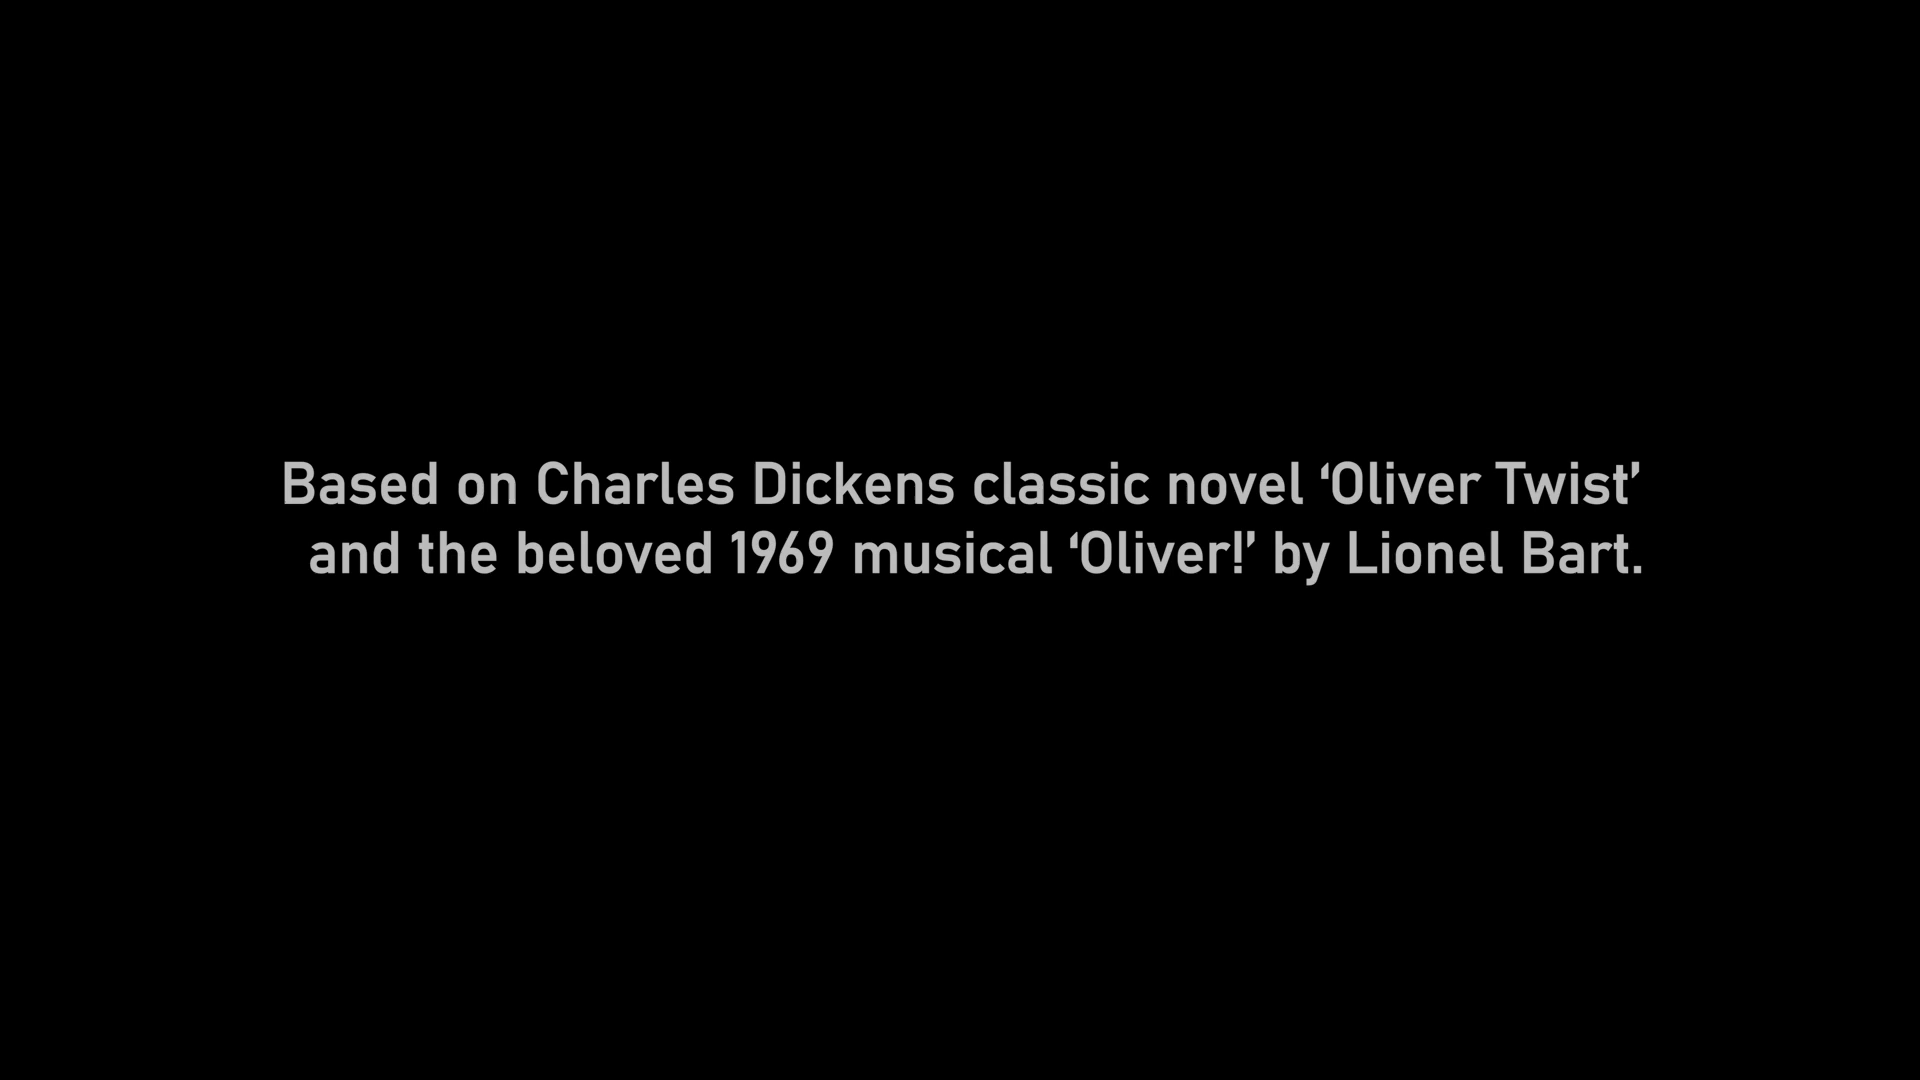 Based on Charles Dickens classic novel ‘Oliver Twist’
and the beloved 1969 musical ‘Oliver!’ by Lionel Bart.